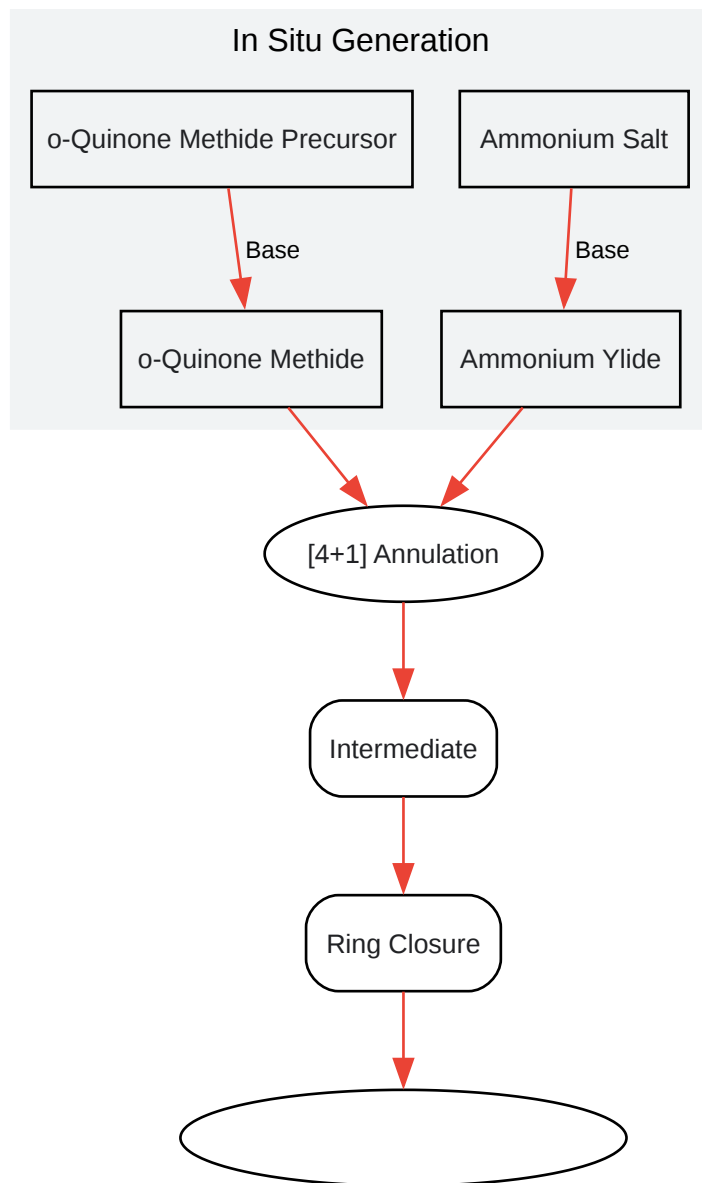 In Situ Generation
o-Quinone Methide Precursor
Ammonium Salt
Base
Base
o-Quinone Methide
Ammonium Ylide
[4+1] Annulation
Intermediate
Ring Closure